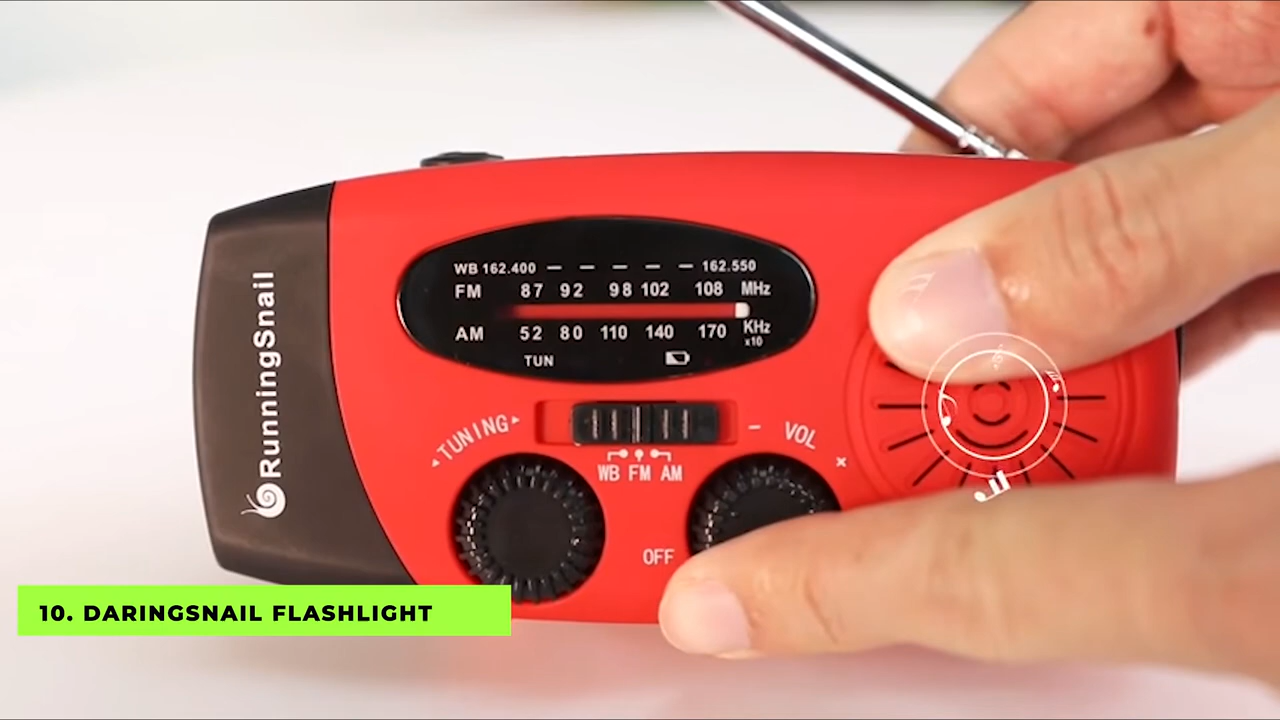 WB 162.400 – – – – – 162.550
FM 87 92 98 102 108 MHz
AM 52 80 110 140 170 KHz
x10
TUN
RunningSnail
TUNING
– VOL +
WB FM AM
OFF
10. DARINGSNAIL FLASHLIGHT